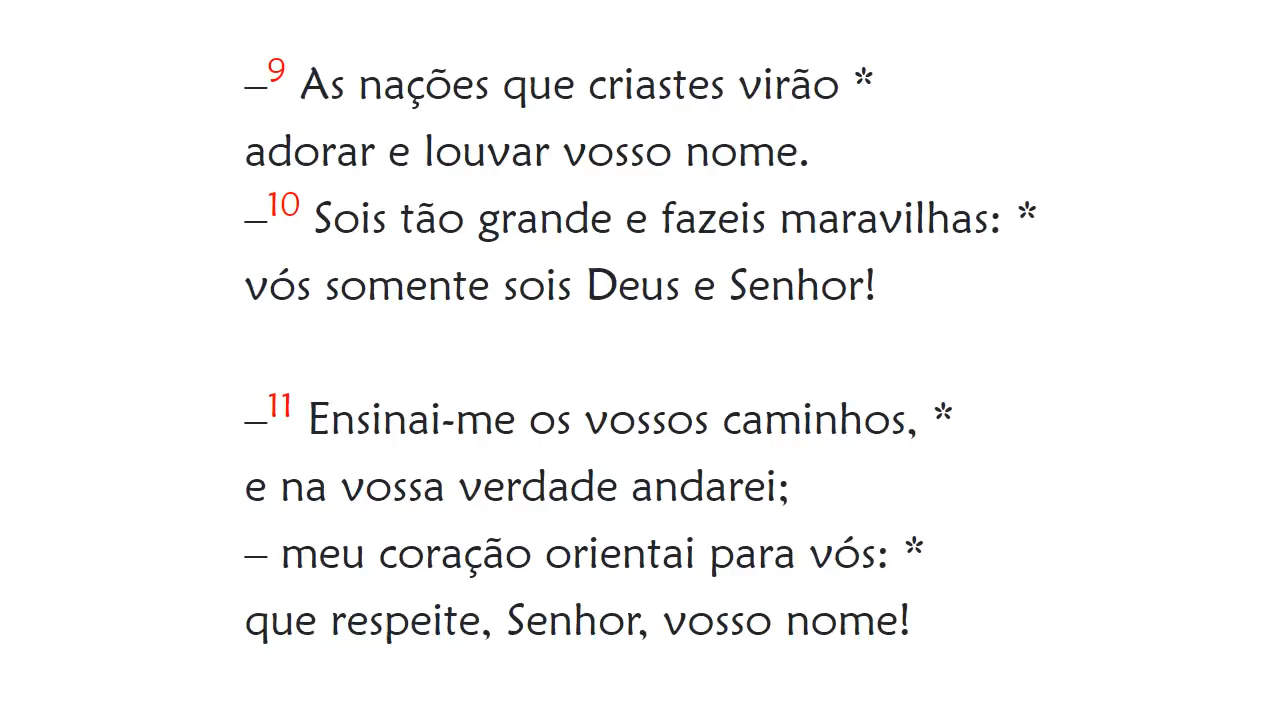 –9 As nações que criastes virão *
adorar e louvar vosso nome.
–10 Sois tão grande e fazeis maravilhas: *
vós somente sois Deus e Senhor!
–11 Ensinai-me os vossos caminhos, *
e na vossa verdade andarei;
– meu coração orientai para vós: *
que respeite, Senhor, vosso nome!